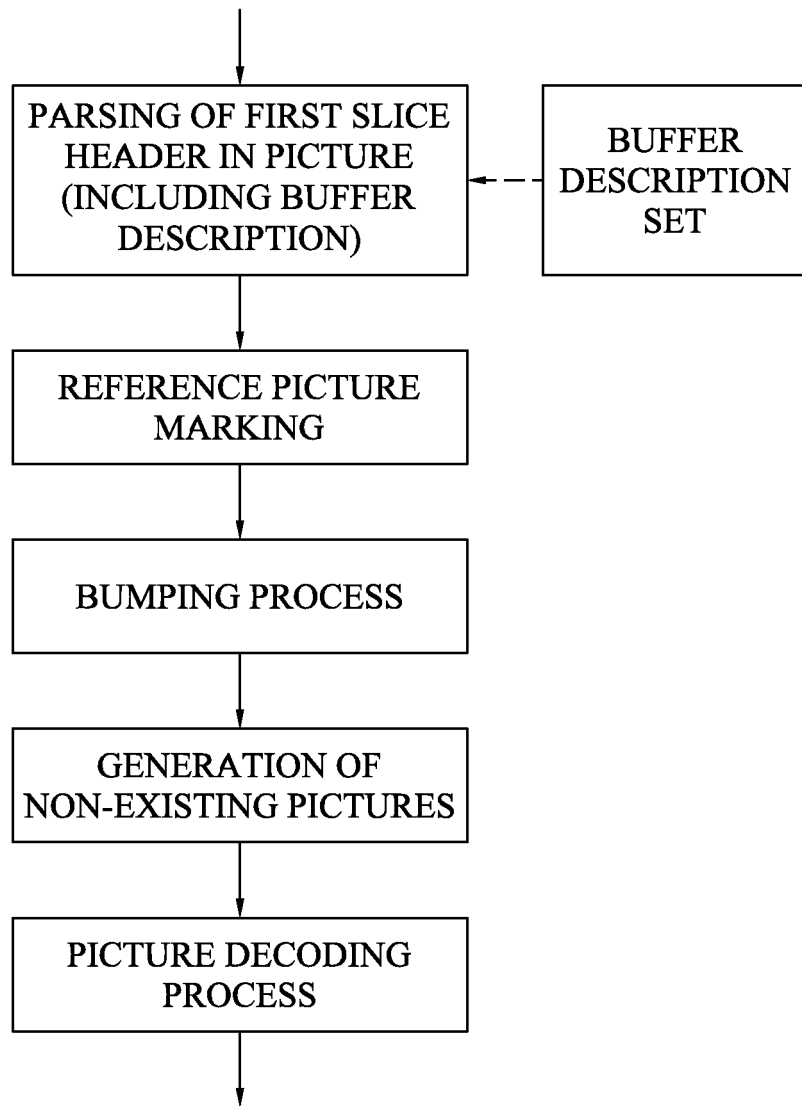 PARSING OF FIRST SLICE
HEADER IN PICTURE
(INCLUDING BUFFER
DESCRIPTION)
BUFFER
DESCRIPTION
SET
REFERENCE PICTURE
MARKING
BUMPING PROCESS
GENERATION OF
NON-EXISTING PICTURES
PICTURE DECODING
PROCESS